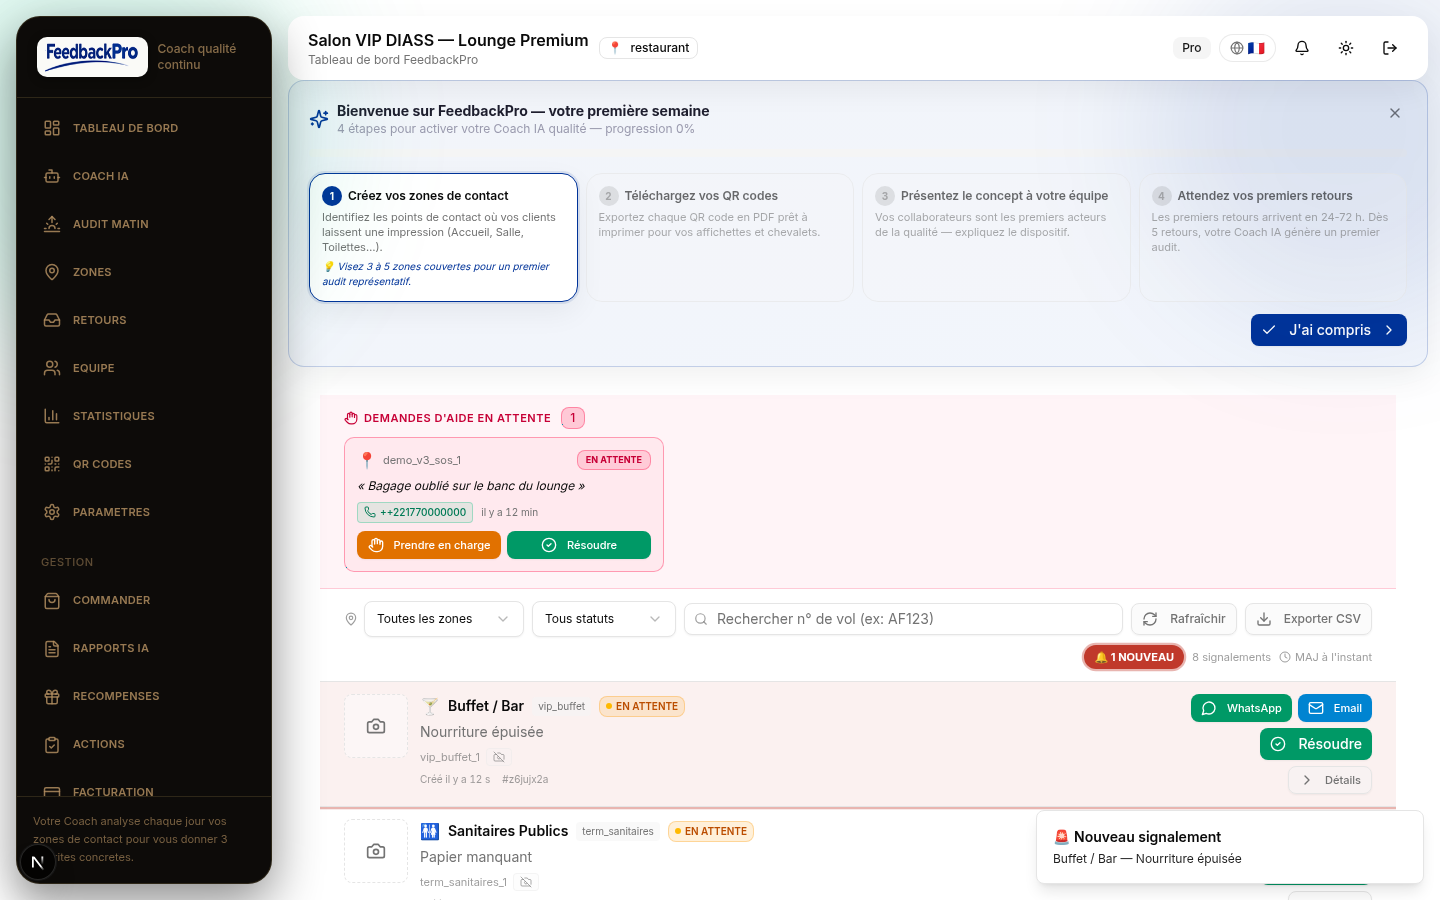 FeedbackPro
Coach qualité
continu
TABLEAU DE BORD
COACH IA
AUDIT MATIN
ZONES
RETOURS
EQUIPE
STATISTIQUES
QR CODES
PARAMETRES
GESTION
COMMANDER
RAPPORTS IA
RECOMPENSES
ACTIONS
FACTURATION
Votre Coach analyse chaque jour vos
zones de contact pour vous donner 3
concretes.
N
Salon VIP DIASS — Lounge Premium
restaurant
Tableau de bord FeedbackPro
Pro
Bienvenue sur FeedbackPro — votre première semaine
4 étapes pour activer votre Coach IA qualité — progression 0%
1 Créez vos zones de contact
Identifiez les points de contact où vos clients
laissent une impression (Accueil, Salle,
Toilettes...).
💡 Visez 3 à 5 zones couvertes pour un premier
audit représentatif.
2 Téléchargez vos QR codes
Exportez chaque QR code en PDF prêt à
imprimer pour vos affichettes et chevalets.
3 Présentez le concept à votre équipe
Vos collaborateurs sont les premiers acteurs
de la qualité — expliquez le dispositif.
4 Attendez vos premiers retours
Les premiers retours arrivent en 24-72 h. Dès
5 retours, votre Coach IA génère un premier
audit.
J'ai compris
DEMANDES D'AIDE EN ATTENTE 1
demo_v3_sos_1
EN ATTENTE
« Bagage oublié sur le banc du lounge »
++221770000000 il y a 12 min
Prendre en charge
Résoudre
Toutes les zones
Tous statuts
Rechercher n° de vol (ex: AF123)
Rafraîchir
Exporter CSV
🔔 1 NOUVEAU
8 signalements
MAJ à l'instant
Buffet / Bar vip_buffet EN ATTENTE
Nourriture épuisée
vip_buffet_1
Créé il y a 12 s #z6jujx2a
WhatsApp
Email
Résoudre
Détails
Sanitaires Publics term_sanitaires EN ATTENTE
Papier manquant
term_sanitaires_1
🚨 Nouveau signalement
Buffet / Bar — Nourriture épuisée